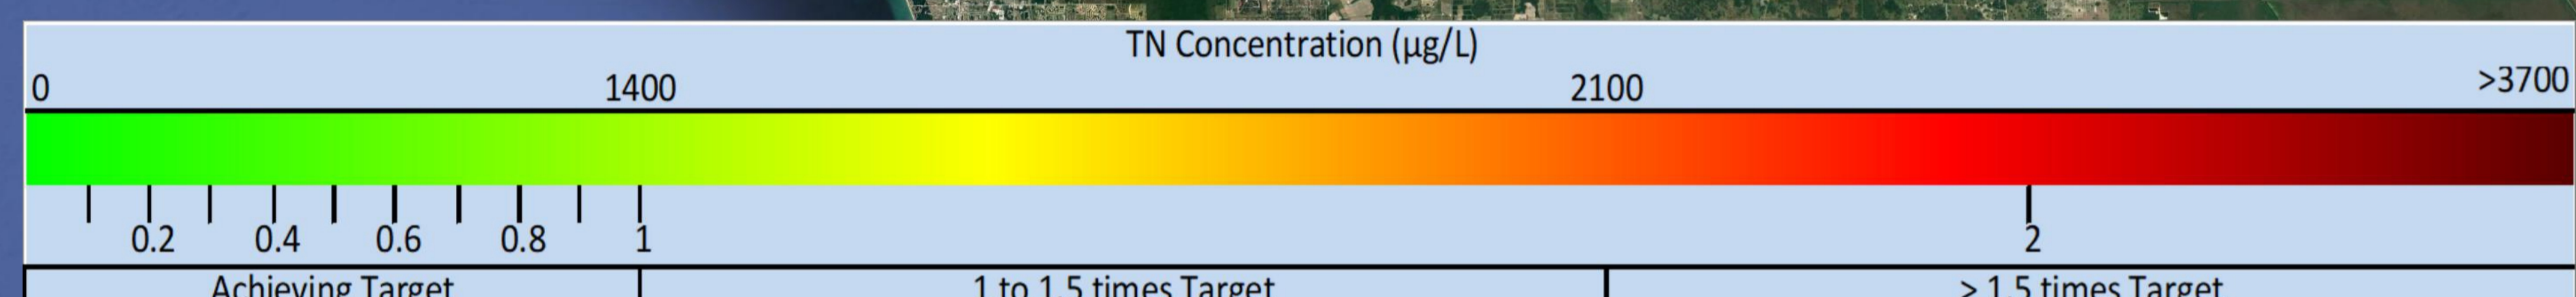 TN Concentration (µg/L)
0 1400 2100 >3700
0.2 0.4 0.6 0.8 1 2
Achieving Target 1 to 1.5 times Target > 1.5 times Target